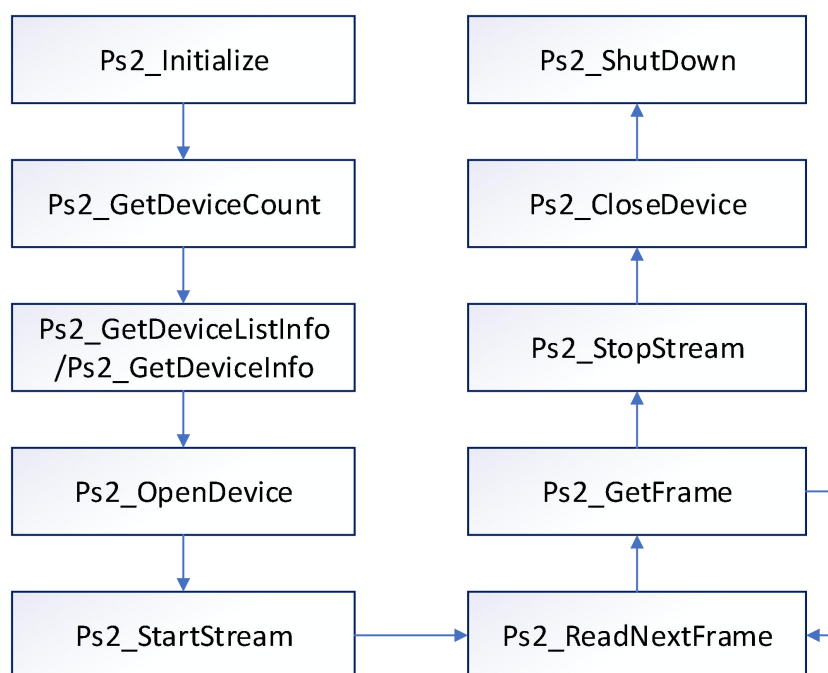 Ps2_Initialize
Ps2_GetDeviceCount
Ps2_GetDeviceListInfo
/Ps2_GetDeviceInfo
Ps2_OpenDevice
Ps2_StartStream
Ps2_ShutDown
Ps2_CloseDevice
Ps2_StopStream
Ps2_GetFrame
Ps2_ReadNextFrame